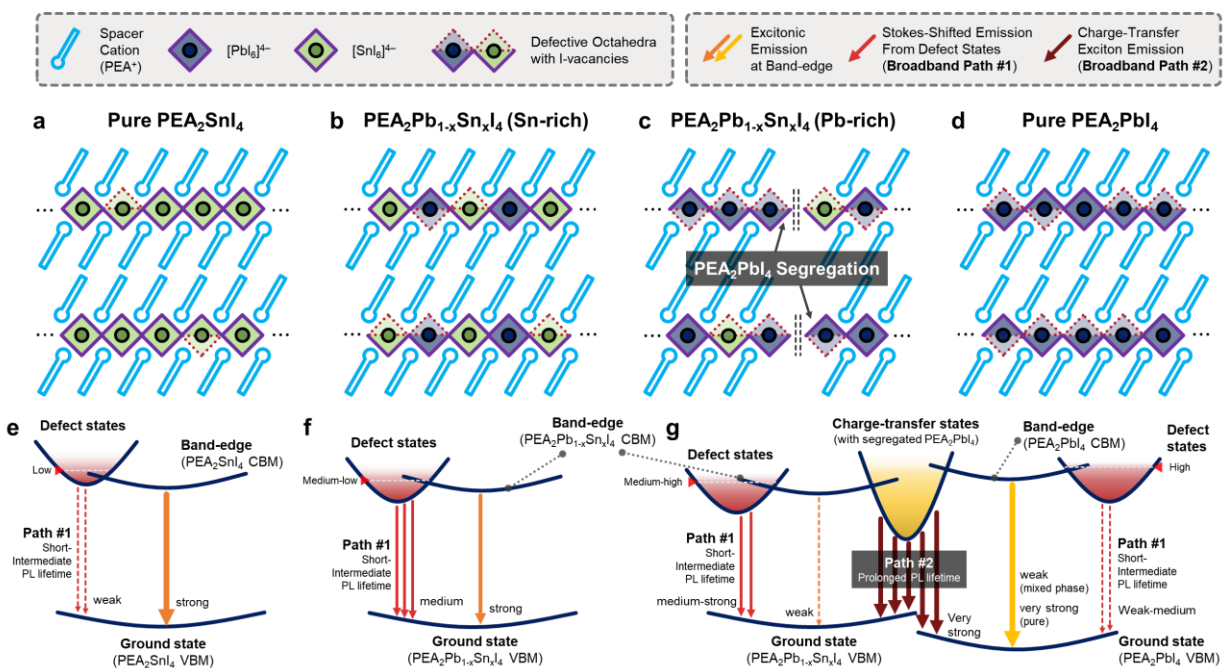 Spacer
Cation
(PEA⁺)
[PbI₆]⁴⁻
[SnI₆]⁴⁻
Defective Octahedra
with I-vacancies
Excitonic
Emission
at Band-edge
Stokes-Shifted Emission
From Defect States
(Broadband Path #1)
Charge-Transfer
Exciton Emission
(Broadband Path #2)
a
Pure PEA₂SnI₄
b
PEA₂Pb₁₋ₓSnₓI₄ (Sn-rich)
c
PEA₂Pb₁₋ₓSnₓI₄ (Pb-rich)
d
Pure PEA₂PbI₄
... ...
... ...
... ...
... ...
PEA₂PbI₄ Segregation
... ...
... ...
... ...
... ...
e
Defect states
Band-edge
(PEA₂SnI₄ CBM)
Low
Path #1
Short-
Intermediate
PL lifetime
weak
strong
Ground state
(PEA₂SnI₄ VBM)
f
Defect states
Band-edge
(PEA₂Pb₁₋ₓSnₓI₄ CBM)
Medium-low
Path #1
Short-
Intermediate
PL lifetime
medium
strong
Ground state
(PEA₂Pb₁₋ₓSnₓI₄ VBM)
g
Defect states
Medium-high
Charge-transfer states
(with segregated PEA₂PbI₄)
Band-edge
(PEA₂PbI₄ CBM)
Defect
states
High
Path #1
Short-
Intermediate
PL lifetime
medium-strong
weak
Path #2
Prolonged PL lifetime
Very
strong
weak
(mixed phase)
very strong
(pure)
Path #1
Short-
Intermediate
PL lifetime
Weak-medium
Ground state
(PEA₂Pb₁₋ₓSnₓI₄ VBM)
Ground state
(PEA₂PbI₄ VBM)